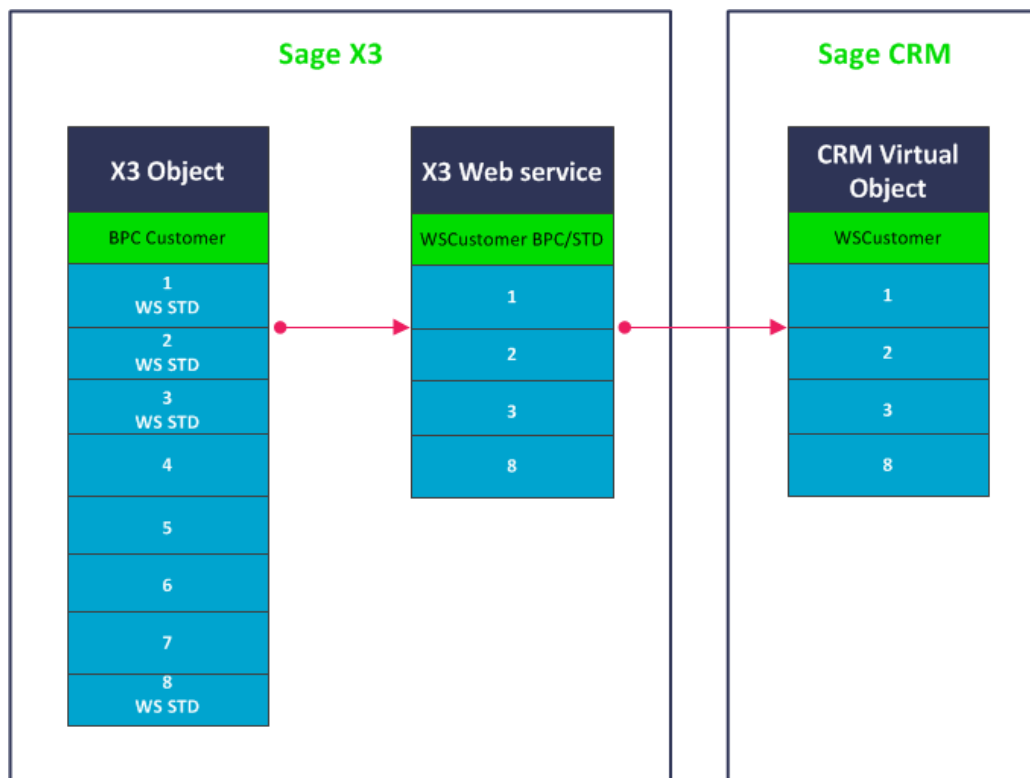 Sage X3
Sage CRM
X3 Object
BPC Customer
1
WS STD
2
WS STD
3
WS STD
4
5
6
7
8
WS STD
X3 Web service
WSCustomer BPC/STD
1
2
3
8
CRM Virtual
Object
WSCustomer
1
2
3
8